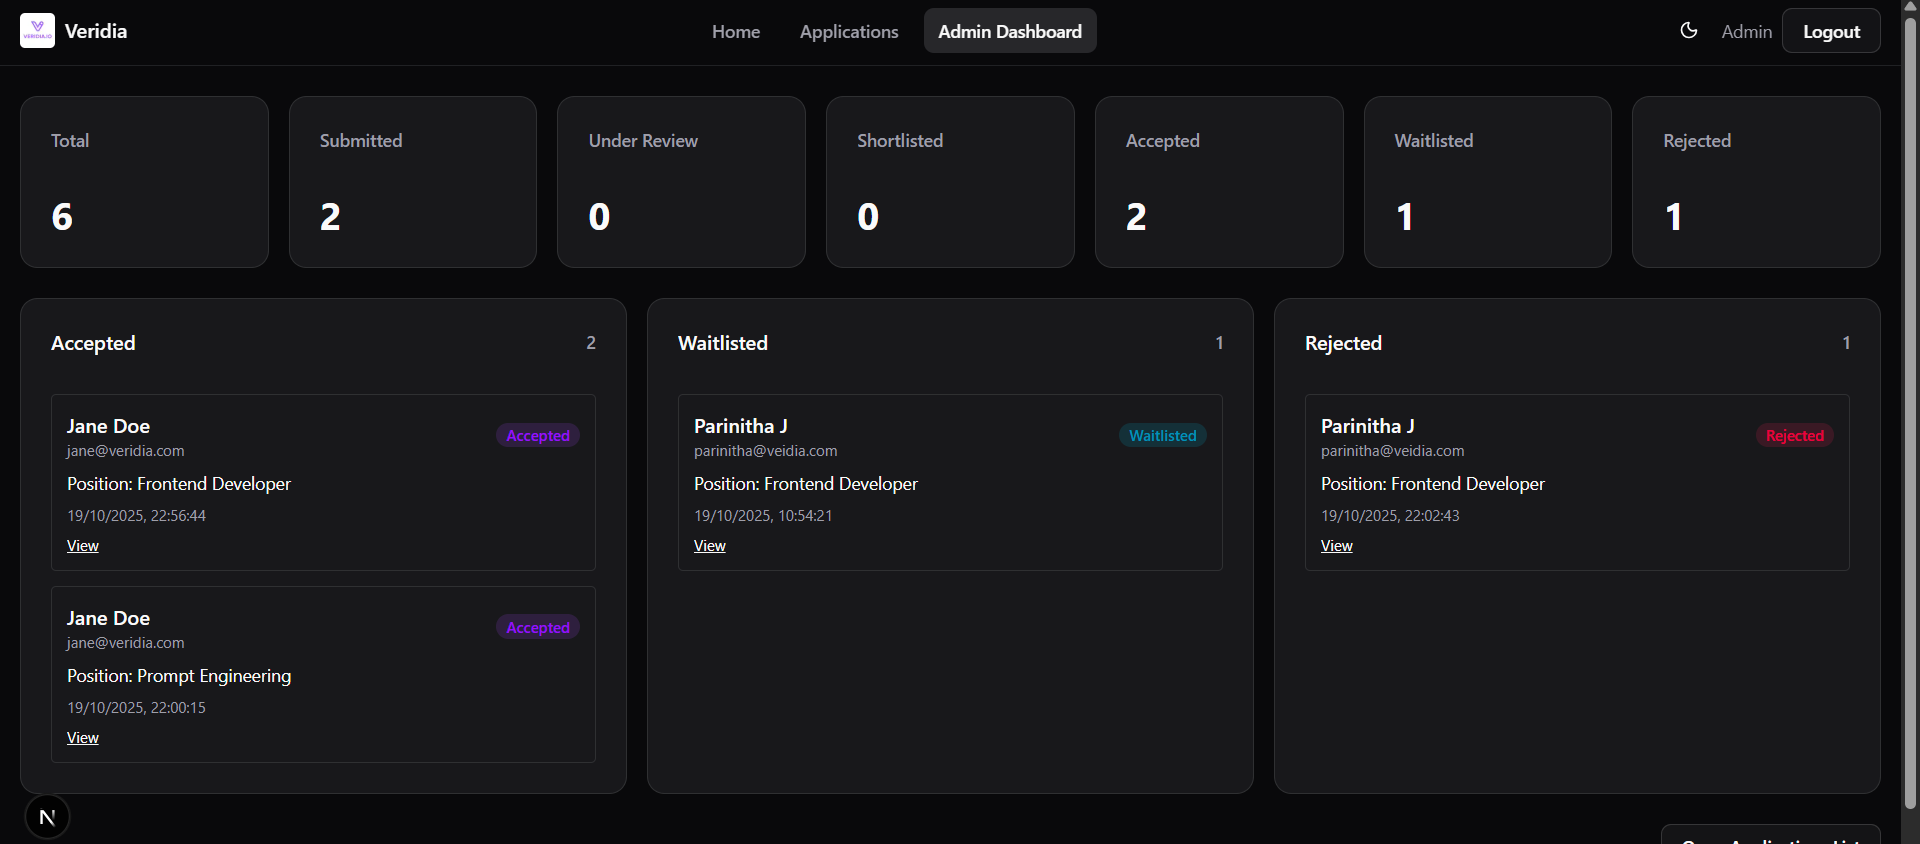 VERIDIA.IO
Veridia
Home
Applications
Admin Dashboard
Admin
Logout
Total
6
Submitted
2
Under Review
0
Shortlisted
0
Accepted
2
Waitlisted
1
Rejected
1
Accepted
2
Jane Doe
Accepted
jane@veridia.com
Position: Frontend Developer
19/10/2025, 22:56:44
View
Jane Doe
Accepted
jane@veridia.com
Position: Prompt Engineering
19/10/2025, 22:00:15
View
Waitlisted
1
Parinitha J
Waitlisted
parinitha@veidia.com
Position: Frontend Developer
19/10/2025, 10:54:21
View
Rejected
1
Parinitha J
Rejected
parinitha@veidia.com
Position: Frontend Developer
19/10/2025, 22:02:43
View
N